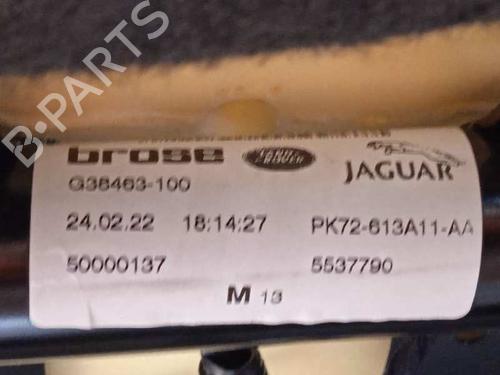 brose LAND ROVER JAGUAR
G38463-100
24.02.22 18:14:27 PK72-613A11-AA
50000137 5537790
M 13
B-PARTS